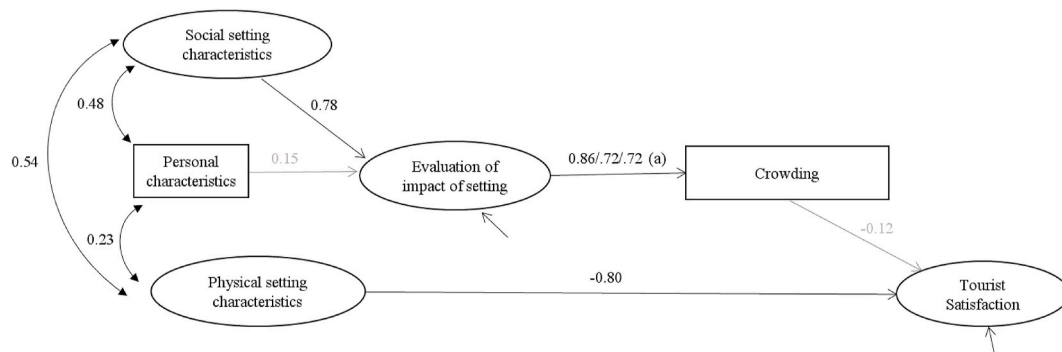 Social setting
characteristics
0.48
0.78
0.54
Personal
characteristics
0.15
Evaluation of
impact of setting
0.86/.72/.72 (a)
Crowding
-0.12
0.23
Physical setting
characteristics
-0.80
Tourist
Satisfaction